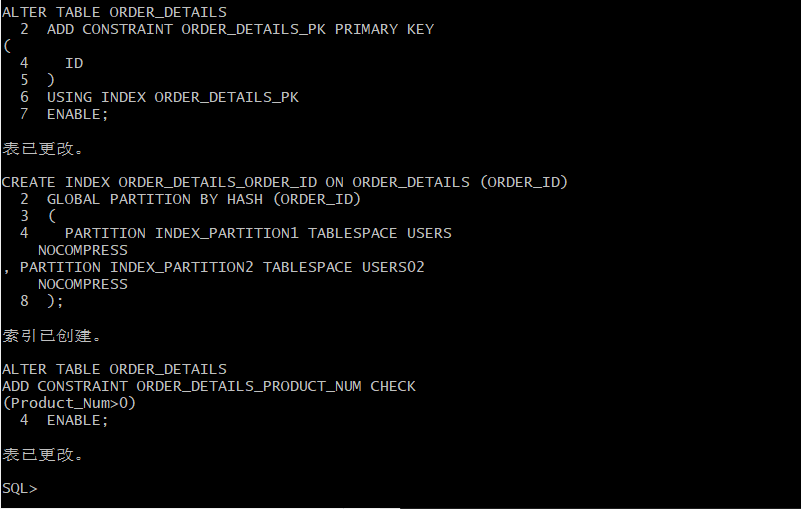 ALTER TABLE ORDER_DETAILS
  2  ADD CONSTRAINT ORDER_DETAILS_PK PRIMARY KEY
(
  4    ID
  5  )
  6  USING INDEX ORDER_DETAILS_PK
  7  ENABLE;
表已更改。
CREATE INDEX ORDER_DETAILS_ORDER_ID ON ORDER_DETAILS (ORDER_ID)
  2  GLOBAL PARTITION BY HASH (ORDER_ID)
  3  (
  4    PARTITION INDEX_PARTITION1 TABLESPACE USERS
    NOCOMPRESS
, PARTITION INDEX_PARTITION2 TABLESPACE USERS02
    NOCOMPRESS
  8  );
索引已创建。
ALTER TABLE ORDER_DETAILS
ADD CONSTRAINT ORDER_DETAILS_PRODUCT_NUM CHECK
(Product_Num>0)
  4  ENABLE;
表已更改。
SQL>